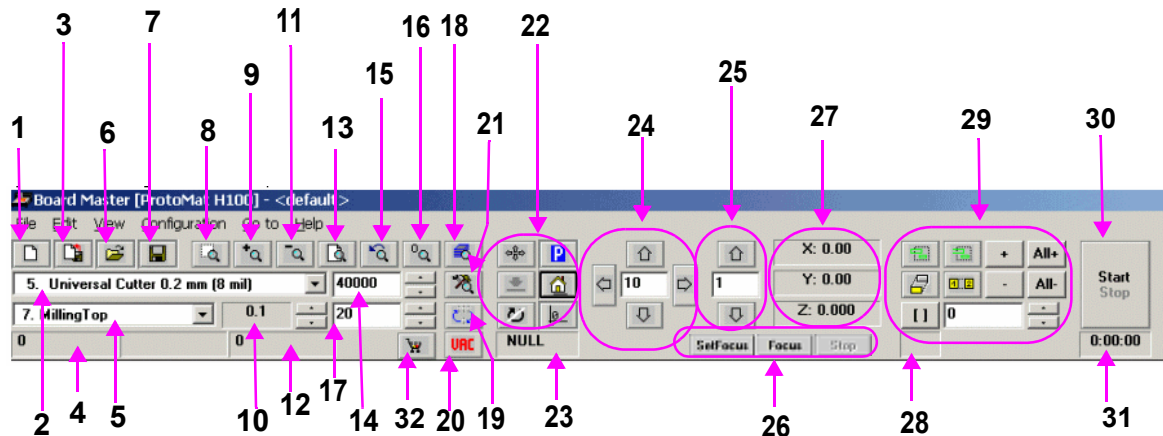 3 7 11 16 18 22
9 15 25
1 6 8 13 21 24 27 29 30
Board Master [ProtoMat H100] - <default>
File Edit View Configuration Go to Help
P X: 0.00 + All+
5. Universal Cutter 0.2 mm (8 mil) 40000 10 1 Y: 0.00 1 2 - All- Start
Stop
7. MillingTop 0.1 20 Z: 0.000 [ ] 0
0 0 VAC NULL SetFocus Focus Stop 0:00:00
2 4 5 10 12 17 14 32 20 19 23 26 28 31